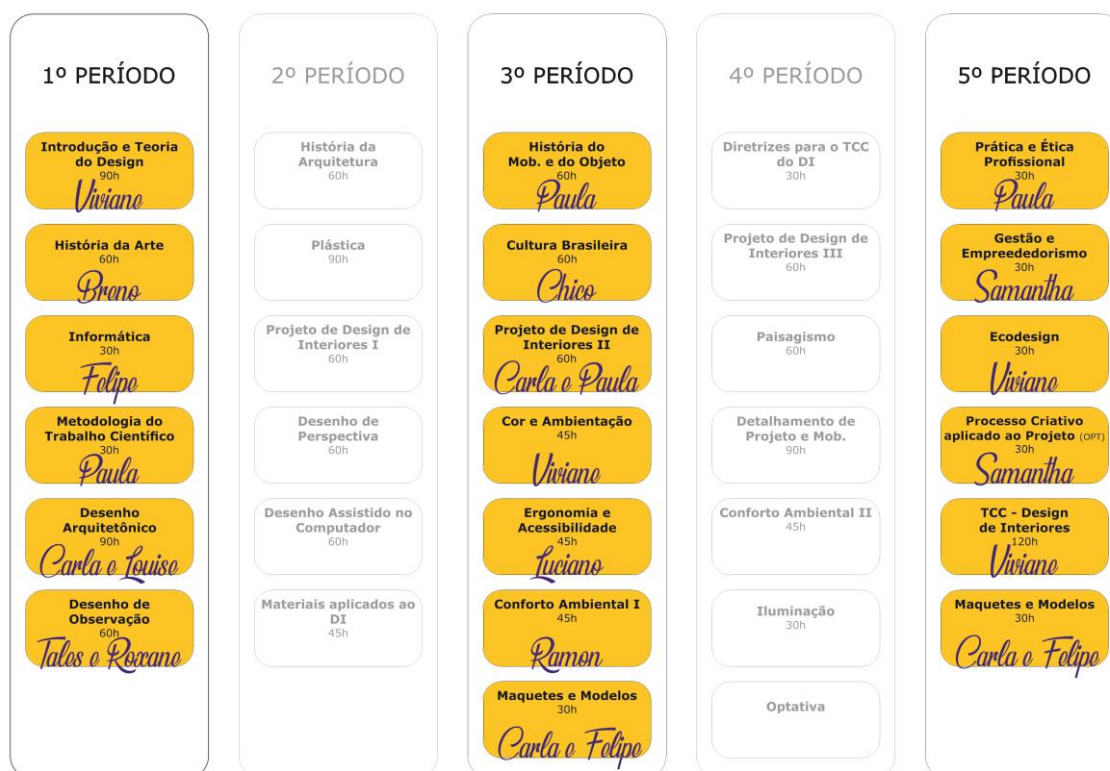 1º PERÍODO
Introdução e Teoria
do Design
90h
Viviane
História da Arte
60h
Breno
Informática
30h
Felipe
Metodologia do
Trabalho Científico
30h
Paula
Desenho
Arquitetônico
90h
Carla e Louise
Desenho de
Observação
60h
Tales e Roxane
2º PERÍODO
História da
Arquitetura
60h
Plástica
90h
Projeto de Design de
Interiores I
60h
Desenho de
Perspectiva
60h
Desenho Assistido no
Computador
60h
Materiais aplicados ao
DI
45h
3º PERÍODO
História do
Mob. e do Objeto
60h
Paula
Cultura Brasileira
60h
Chico
Projeto de Design de
Interiores II
60h
Carla e Paula
Cor e Ambientação
45h
Viviane
Ergonomia e
Acessibilidade
45h
Luciano
Conforto Ambiental I
45h
Ramon
Maquetes e Modelos
30h
Carla e Felipe
4º PERÍODO
Diretrizes para o TCC
do DI
30h
Projeto de Design de
Interiores III
60h
Paisagismo
60h
Detalhamento de
Projeto e Mob.
90h
Conforto Ambiental II
45h
Iluminação
30h
Optativa
5º PERÍODO
Prática e Ética
Profissional
30h
Paula
Gestão e
Empreededorismo
30h
Samantha
Ecodesign
30h
Viviane
Processo Criativo
aplicado ao Projeto (OPT)
30h
Samantha
TCC - Design
de Interiores
120h
Viviane
Maquetes e Modelos
30h
Carla e Felipe